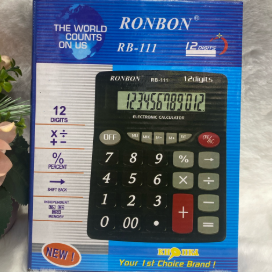 THE WORLD
COUNTS
ON US
RONBON®
RB-111
12 DIGITS
RONBON RB-111 12digits
123456789012
ELECTRONIC CALCULATOR
12
DIGITS
%
PERCENT
SHIFT BACK
OFF
7 8 9 % →
4 5 6 × ÷
1 2 3 + −
0 00 • =
NEW!
Your 1st Choice Brand!